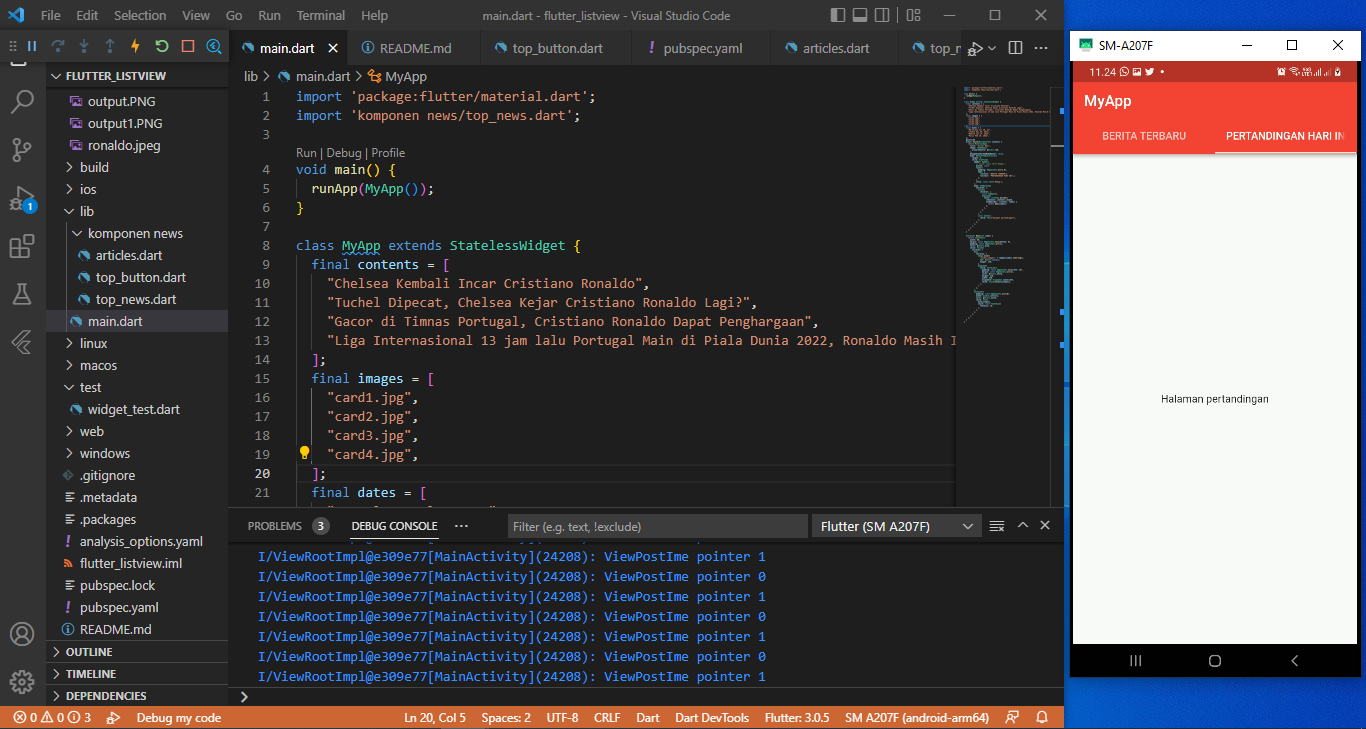 File Edit Selection View Go Run Terminal Help main.dart - flutter_listview - Visual Studio Code
main.dart README.md top_button.dart pubspec.yaml articles.dart top_n
FLUTTER_LISTVIEW
output.PNG
output1.PNG
ronaldo.jpeg
build
ios
lib
komponen news
articles.dart
top_button.dart
top_news.dart
main.dart
linux
macos
test
widget_test.dart
web
windows
.gitignore
.metadata
.packages
analysis_options.yaml
flutter_listview.iml
pubspec.lock
pubspec.yaml
README.md
OUTLINE
TIMELINE
DEPENDENCIES
1
lib > main.dart > MyApp
1 import 'package:flutter/material.dart';
2 import 'komponen news/top_news.dart';
3
Run | Debug | Profile
4 void main() {
5 runApp(MyApp());
6 }
7
8 class MyApp extends StatelessWidget {
9 final contents = [
10 "Chelsea Kembali Incar Cristiano Ronaldo",
11 "Tuchel Dipecat, Chelsea Kejar Cristiano Ronaldo Lagi?",
12 "Gacor di Timnas Portugal, Cristiano Ronaldo Dapat Penghargaan",
13 "Liga Internasional 13 jam lalu Portugal Main di Piala Dunia 2022, Ronaldo Masih I
14 ];
15 final images = [
16 "card1.jpg",
17 "card2.jpg",
18 "card3.jpg",
19 "card4.jpg",
20 ];
21 final dates = [
PROBLEMS 3 DEBUG CONSOLE Filter (e.g. text, !exclude) Flutter (SM A207F)
I/ViewRootImpl@e309e77[MainActivity](24208): ViewPostIme pointer 1
I/ViewRootImpl@e309e77[MainActivity](24208): ViewPostIme pointer 0
I/ViewRootImpl@e309e77[MainActivity](24208): ViewPostIme pointer 1
I/ViewRootImpl@e309e77[MainActivity](24208): ViewPostIme pointer 0
I/ViewRootImpl@e309e77[MainActivity](24208): ViewPostIme pointer 1
I/ViewRootImpl@e309e77[MainActivity](24208): ViewPostIme pointer 0
I/ViewRootImpl@e309e77[MainActivity](24208): ViewPostIme pointer 1
0 0 3 Debug my code Ln 20, Col 5 Spaces: 2 UTF-8 CRLF Dart Dart DevTools Flutter: 3.0.5 SM A207F (android-arm64)
SM-A207F
11.24
MyApp
BERITA TERBARU PERTANDINGAN HARI IN
Halaman pertandingan